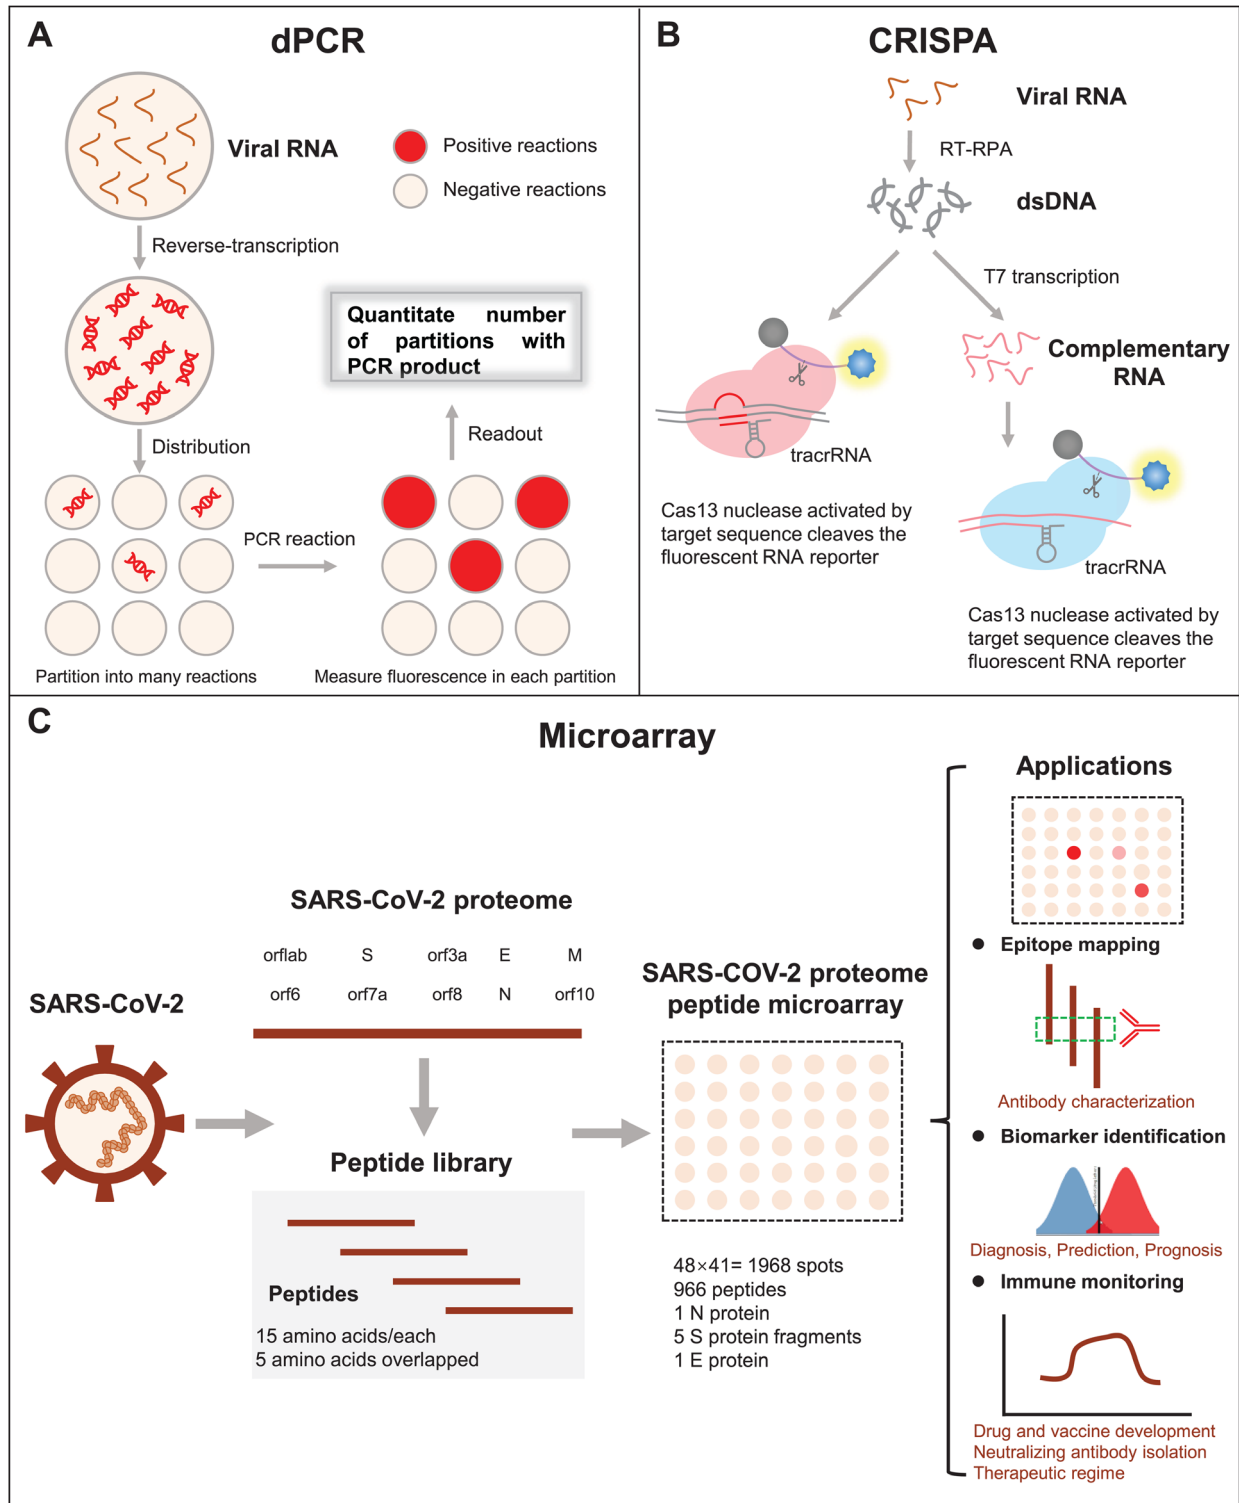 A
dPCR
Viral RNA
Positive reactions
Negative reactions
Reverse-transcription
Quantitate number
of partitions with
PCR product
Distribution
Readout
PCR reaction
Partition into many reactions
Measure fluorescence in each partition
B
CRISPA
Viral RNA
RT-RPA
dsDNA
T7 transcription
Complementary
RNA
tracrRNA
Cas13 nuclease activated by
target sequence cleaves the
fluorescent RNA reporter
tracrRNA
Cas13 nuclease activated by
target sequence cleaves the
fluorescent RNA reporter
C
Microarray
SARS-CoV-2
SARS-CoV-2 proteome
orflab S orf3a E M
orf6 orf7a orf8 N orf10
Peptide library
Peptides
15 amino acids/each
5 amino acids overlapped
SARS-COV-2 proteome
peptide microarray
48×41= 1968 spots
966 peptides
1 N protein
5 S protein fragments
1 E protein
Applications
● Epitope mapping
Antibody characterization
● Biomarker identification
Diagnosis, Prediction, Prognosis
● Immune monitoring
Drug and vaccine development
Neutralizing antibody isolation
Therapeutic regime